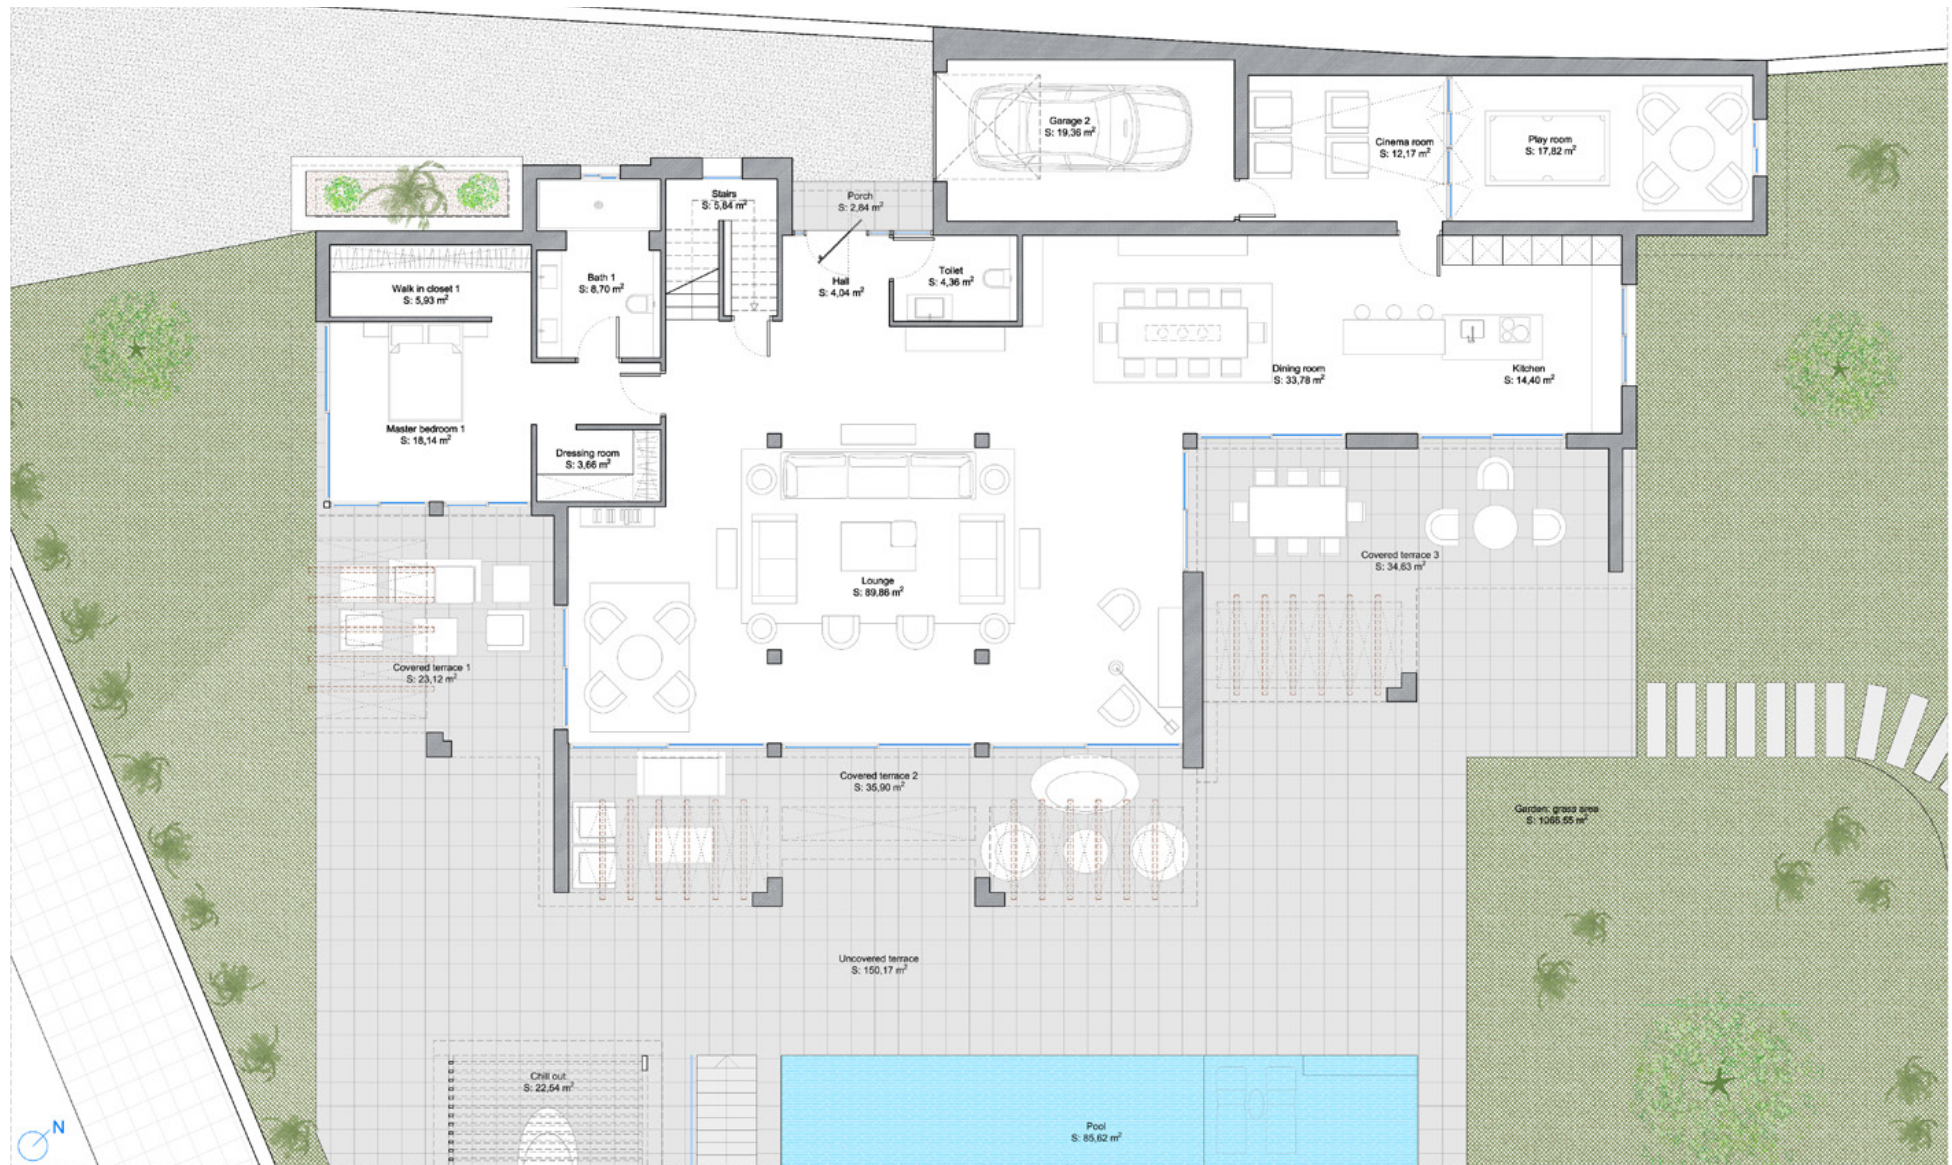 Garage 2
S: 19,36 m²
Cinema room
S: 12,17 m²
Play room
S: 17,82 m²
Stairs
S: 5,84 m²
Porch
S: 2,84 m²
Walk in closet 1
S: 5,93 m²
Bath 1
S: 8,70 m²
Hall
S: 4,04 m²
Toilet
S: 4,36 m²
Dining room
S: 33,78 m²
Kitchen
S: 14,40 m²
Master bedroom 1
S: 18,14 m²
Dressing room
S: 3,66 m²
Lounge
S: 89,86 m²
Covered terrace 3
S: 34,63 m²
Covered terrace 1
S: 23,12 m²
Covered terrace 2
S: 35,90 m²
Garden: grass area
S: 1066,55 m²
Uncovered terrace
S: 150,17 m²
Chill out
S: 22,54 m²
Pool
S: 85,62 m²
N